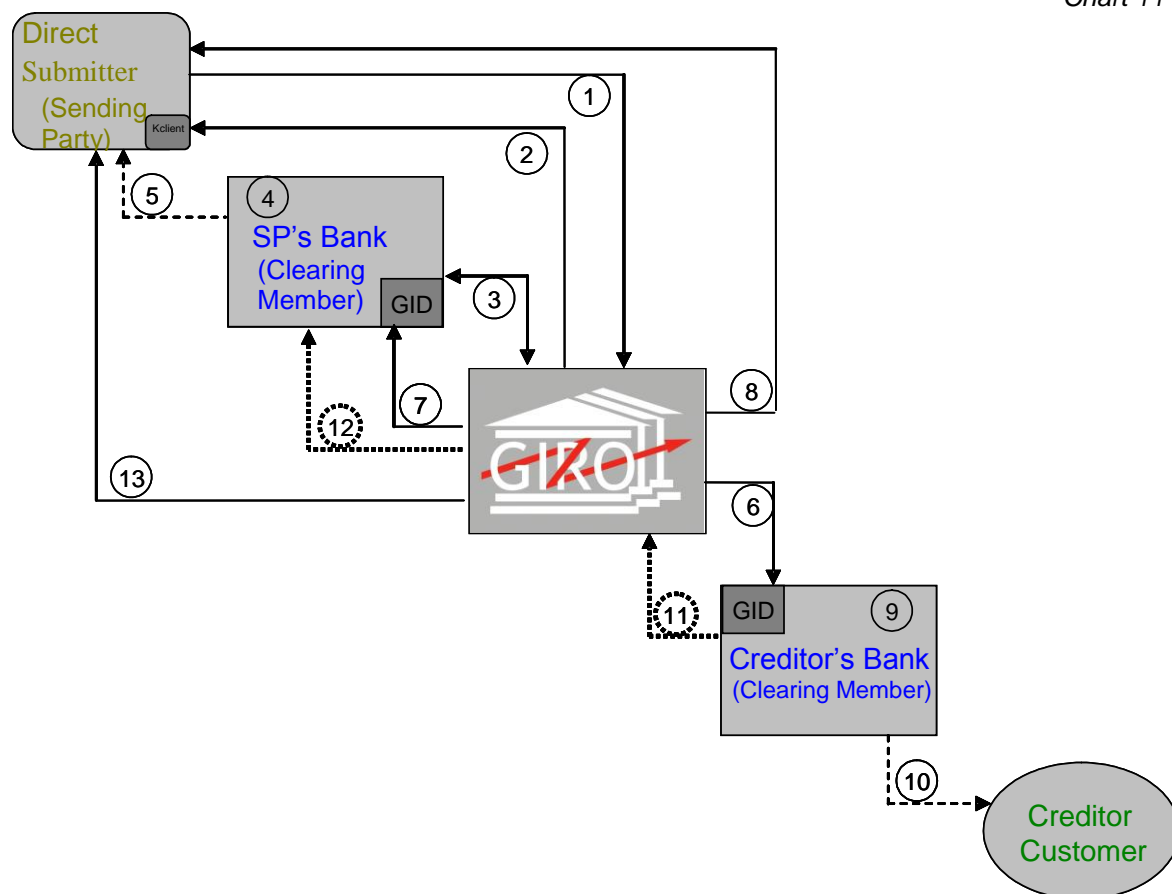 Chart 11
Direct
Submitter
(Sending
Party)
Kclient
1
2
5
4
SP's Bank
(Clearing
Member)
GID
3
8
7
12
13
GIRO
6
11
GID
9
Creditor's Bank
(Clearing Member)
10
Creditor
Customer